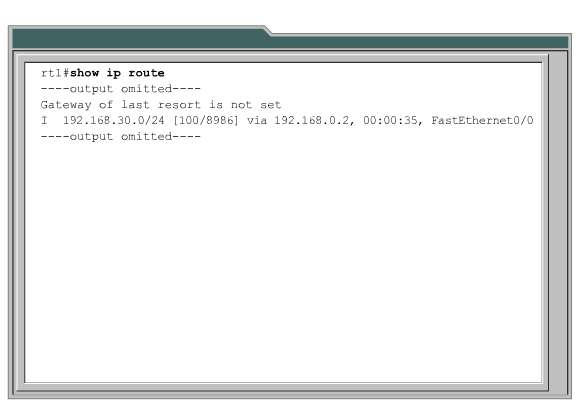 rt1#show ip route
----output omitted----
Gateway of last resort is not set
I  192.168.30.0/24 [100/8986] via 192.168.0.2, 00:00:35, FastEthernet0/0
----output omitted----